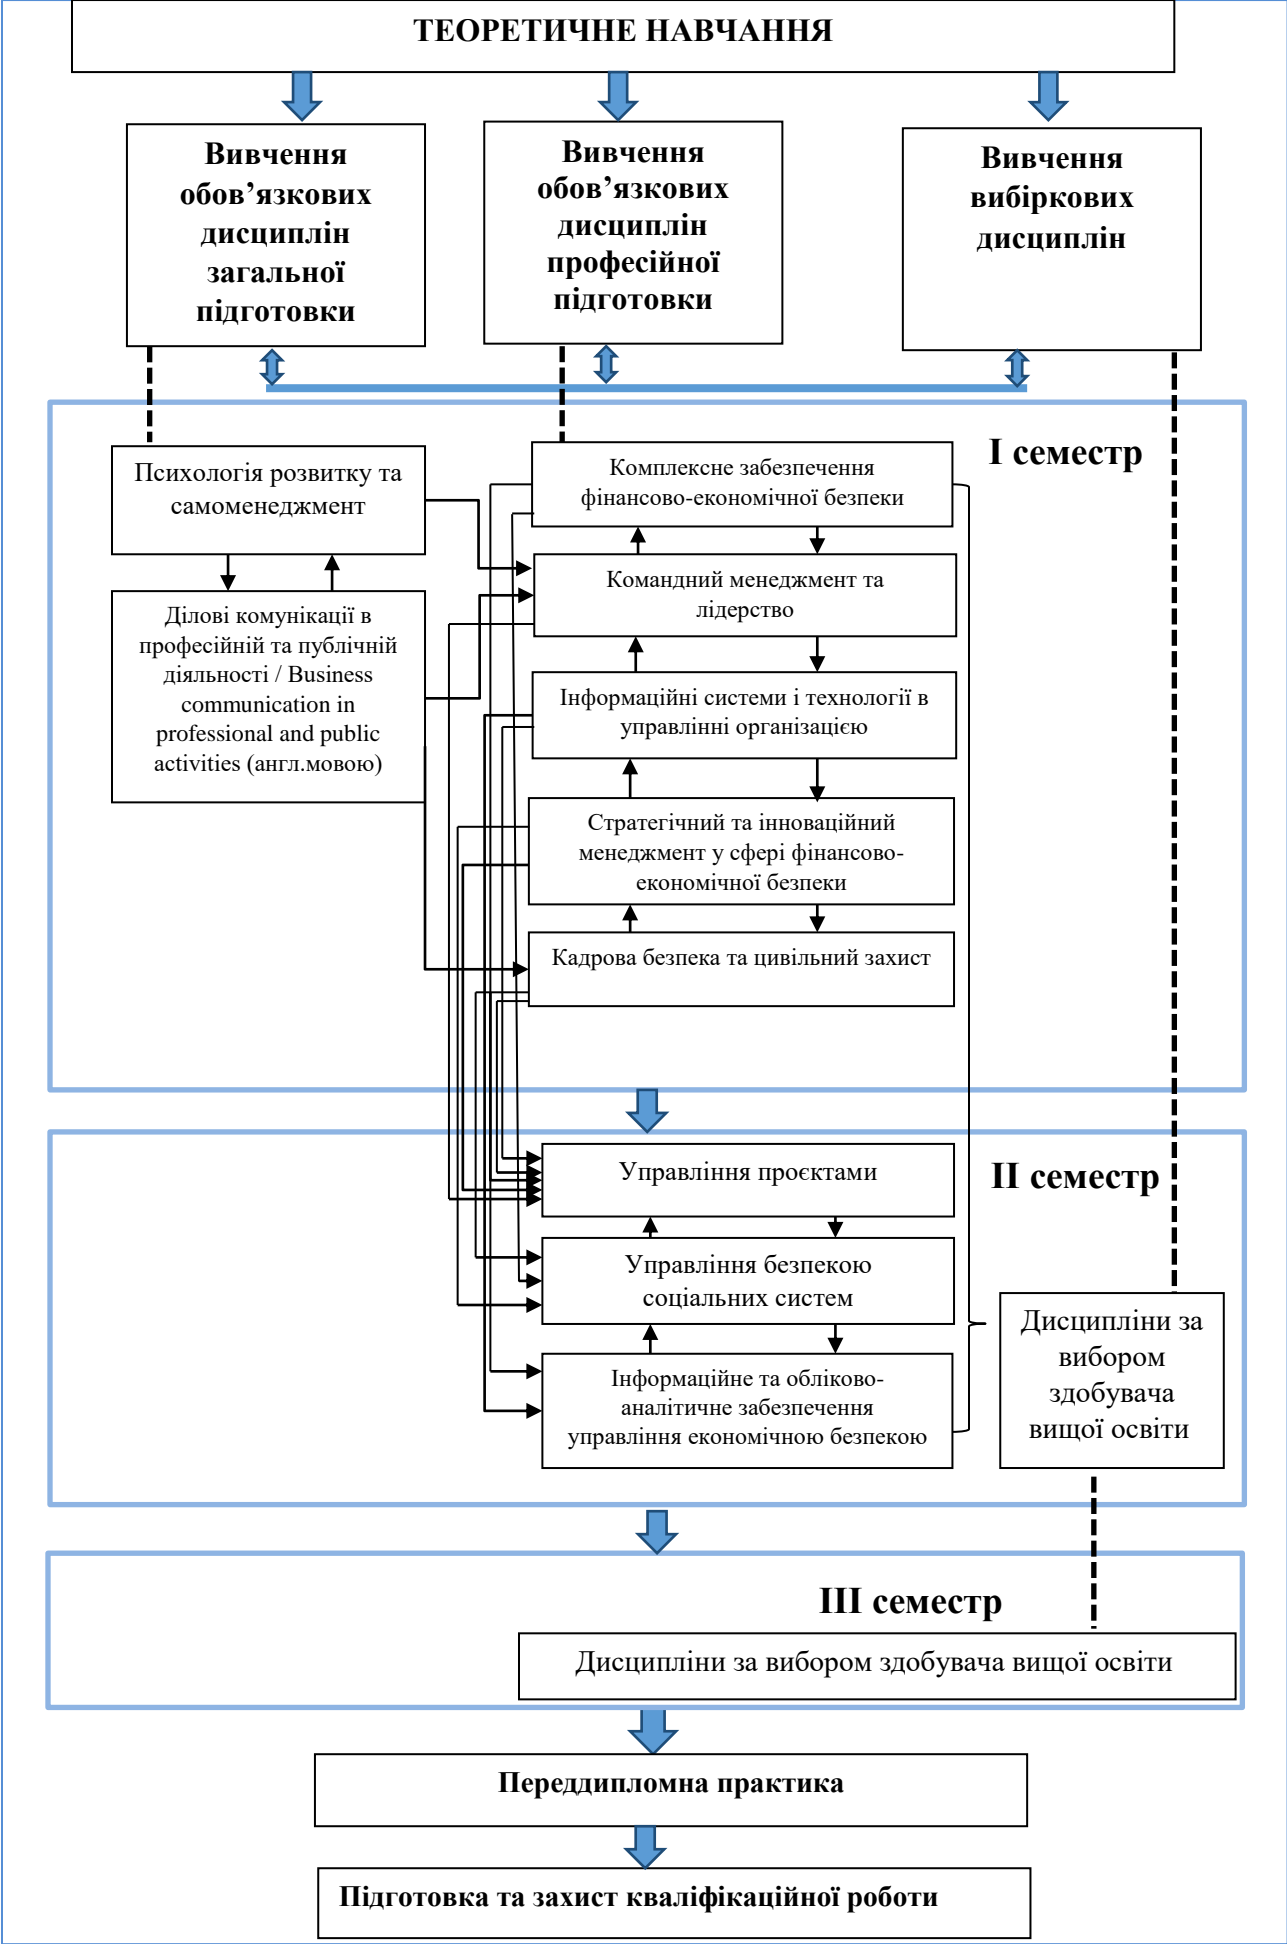 ТЕОРЕТИЧНЕ НАВЧАННЯ
Вивчення
обов’язкових
дисциплін
загальної
підготовки
Вивчення
обов’язкових
дисциплін
професійної
підготовки
Вивчення
вибіркових
дисциплін
І семестр
Психологія розвитку та
самоменеджмент
Ділові комунікації в
професійній та публічній
діяльності / Business
communication in
professional and public
activities (англ.мовою)
Комплексне забезпечення
фінансово-економічної безпеки
Командний менеджмент та
лідерство
Інформаційні системи і технології в
управлінні організацією
Стратегічний та інноваційний
менеджмент у сфері фінансово-
економічної безпеки
Кадрова безпека та цивільний захист
ІІ семестр
Управління проєктами
Управління безпекою
соціальних систем
Інформаційне та обліково-
аналітичне забезпечення
управління економічною безпекою
Дисципліни за
вибором
здобувача
вищої освіти
ІІІ семестр
Дисципліни за вибором здобувача вищої освіти
Переддипломна практика
Підготовка та захист кваліфікаційної роботи